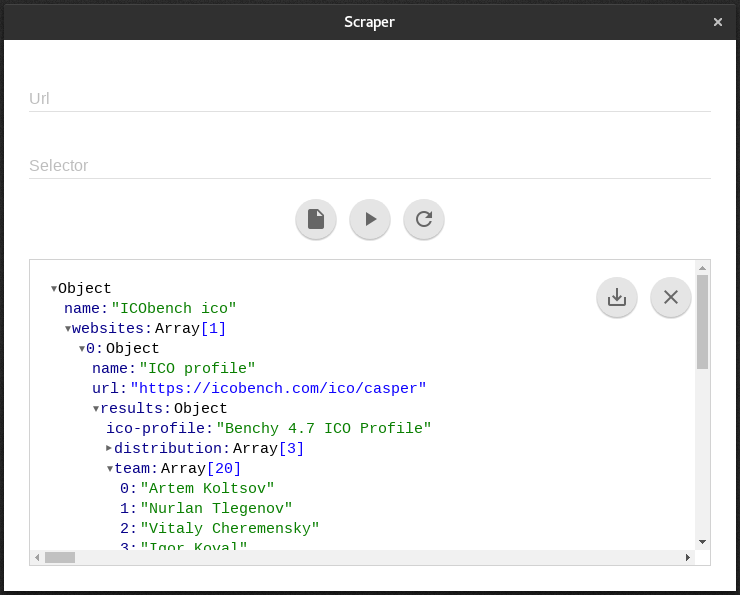 Scraper
Url
Selector
Object
name:"ICObench ico"
websites:Array[1]
0:Object
name:"ICO profile"
url:"https://icobench.com/ico/casper"
results:Object
ico-profile:"Benchy 4.7 ICO Profile"
distribution:Array[3]
team:Array[20]
0:"Artem Koltsov"
1:"Nurlan Tlegenov"
2:"Vitaly Cheremensky"
3:"Igor Koval"